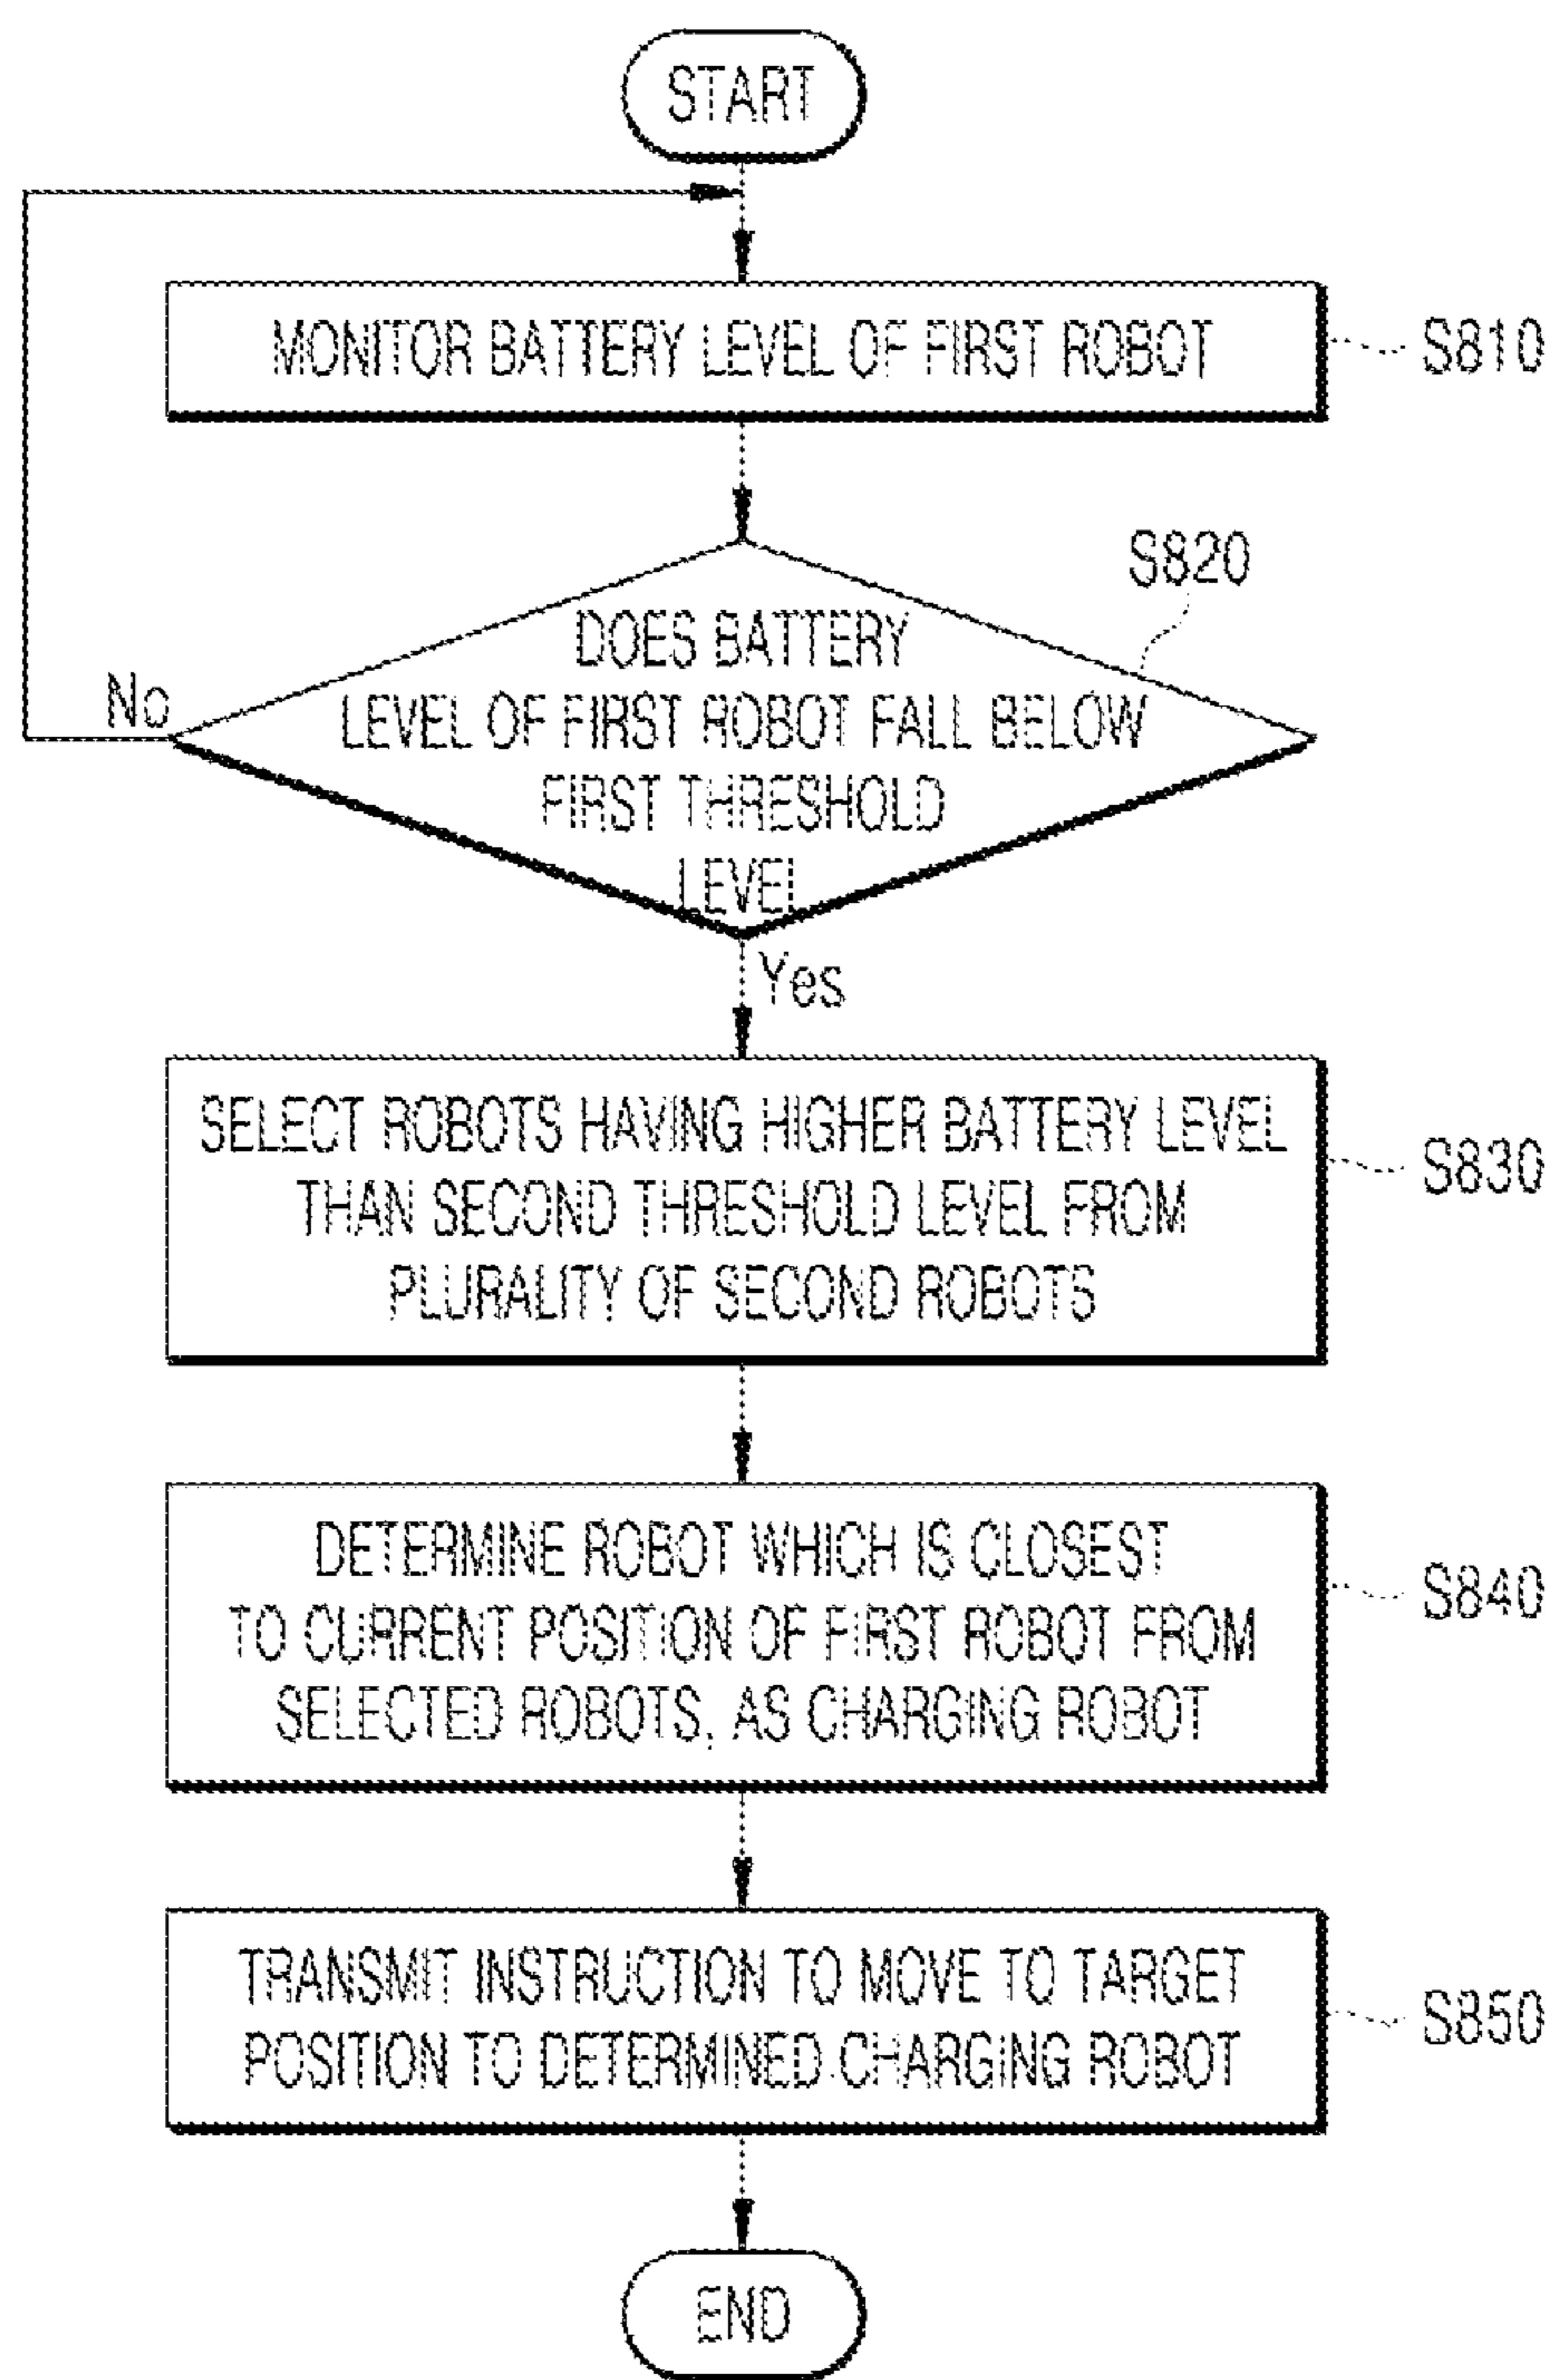 START
MONITOR BATTERY LEVEL OF FIRST ROBOT
S810
S820
DOES BATTERY
LEVEL OF FIRST ROBOT FALL BELOW
FIRST THRESHOLD
LEVEL
No
Yes
SELECT ROBOTS HAVING HIGHER BATTERY LEVEL
THAN SECOND THRESHOLD LEVEL FROM
PLURALITY OF SECOND ROBOTS
S830
DETERMINE ROBOT WHICH IS CLOSEST
TO CURRENT POSITION OF FIRST ROBOT FROM
SELECTED ROBOTS, AS CHARGING ROBOT
S840
TRANSMIT INSTRUCTION TO MOVE TO TARGET
POSITION TO DETERMINED CHARGING ROBOT
S850
END